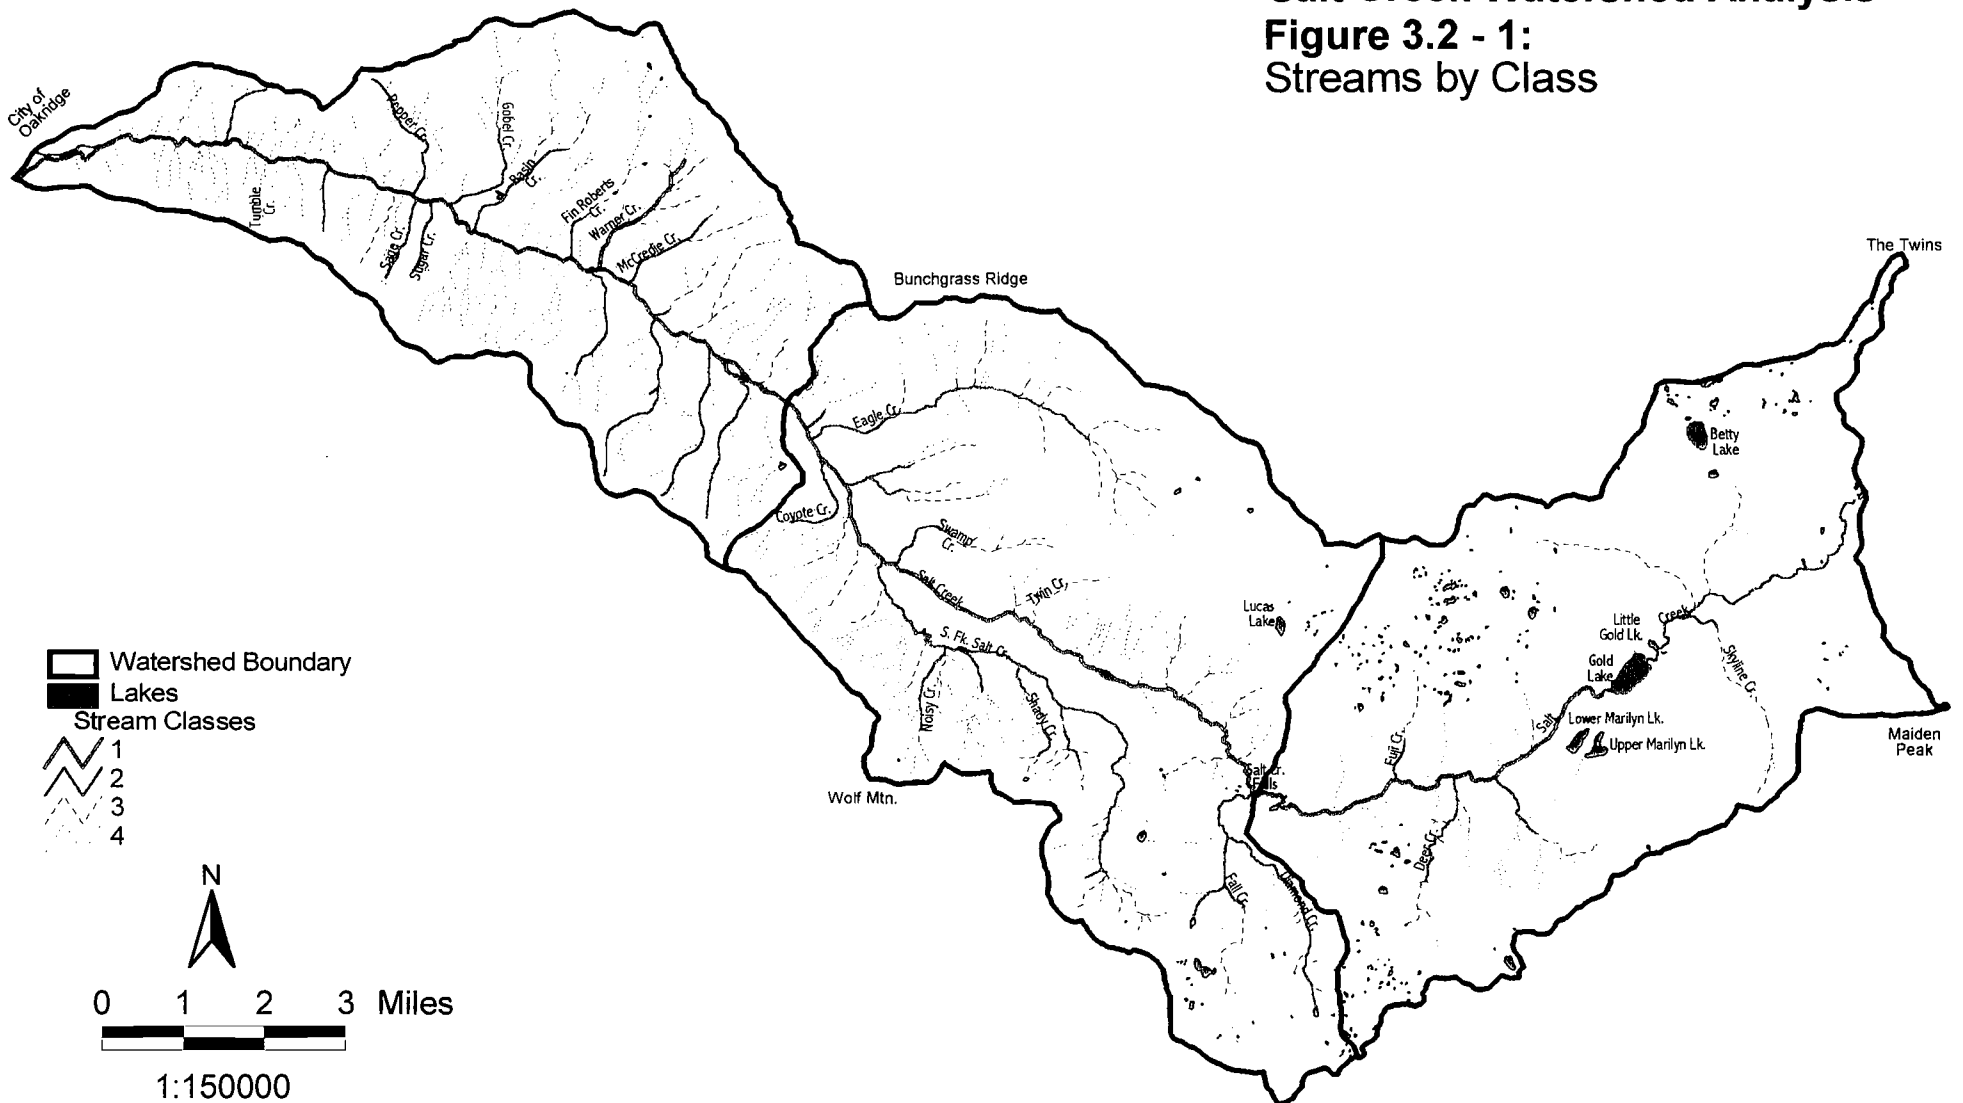 Salt Creek Watershed Analysis
Figure 3.2 - 1:
Streams by Class
City of
Oakridge
Pepper Cr.
Gobel Cr.
Basin
Cr.
Tumble
Cr.
Sage Cr.
Sugar Cr.
Fin Roberts
Cr.
Warner Cr.
McCredie Cr.
Bunchgrass Ridge
The Twins
Eagle Cr.
Betty
Lake
Coyote Cr.
Swamp
Cr.
Salt Creek
Twin Cr.
Lucas
Lake
Little
Gold Lk.
Creek
Gold
Lake
Skyline Cr.
S. Fk. Salt Cr.
Noisy Cr.
Shady Cr.
Salt
Lower Marilyn Lk.
Upper Marilyn Lk.
Fuji Cr.
Maiden
Peak
Salt Cr.
Falls
Wolf Mtn.
Deer Cr.
Fall Cr.
Diamond Cr.
Watershed Boundary
Lakes
Stream Classes
1
2
3
4
N
0 1 2 3 Miles
1:150000